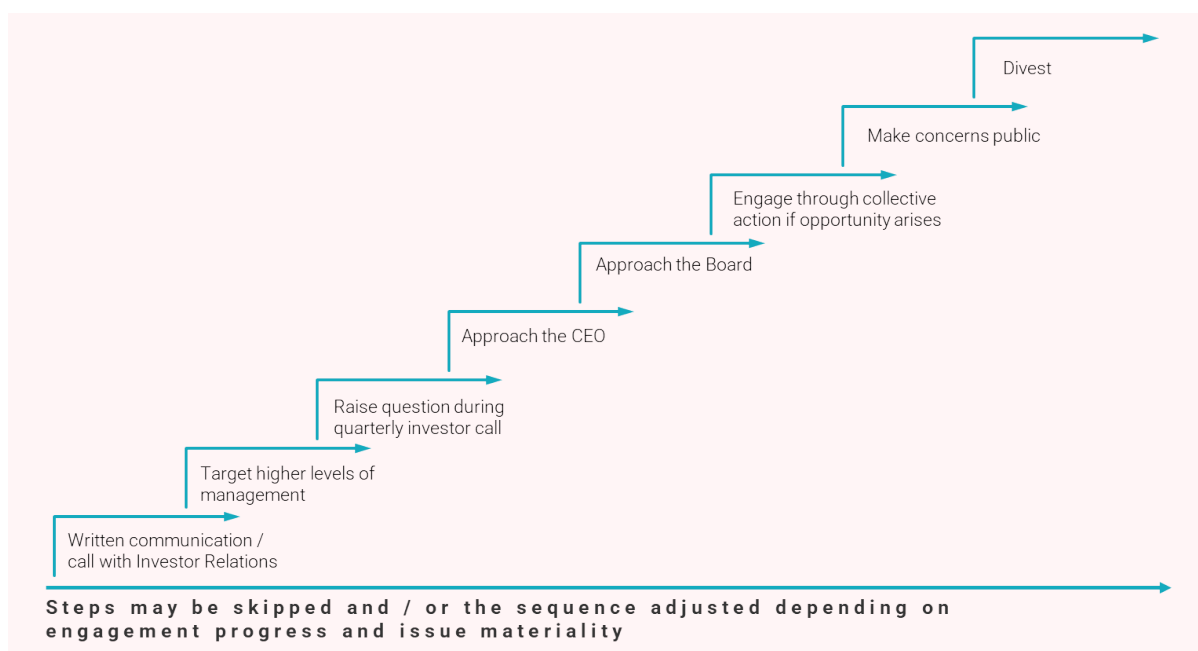 Divest
Make concerns public
Engage through collective
action if opportunity arises
Approach the Board
Approach the CEO
Raise question during
quarterly investor call
Target higher levels of
management
Written communication /
call with Investor Relations
Steps may be skipped and / or the sequence adjusted depending on
engagement progress and issue materiality